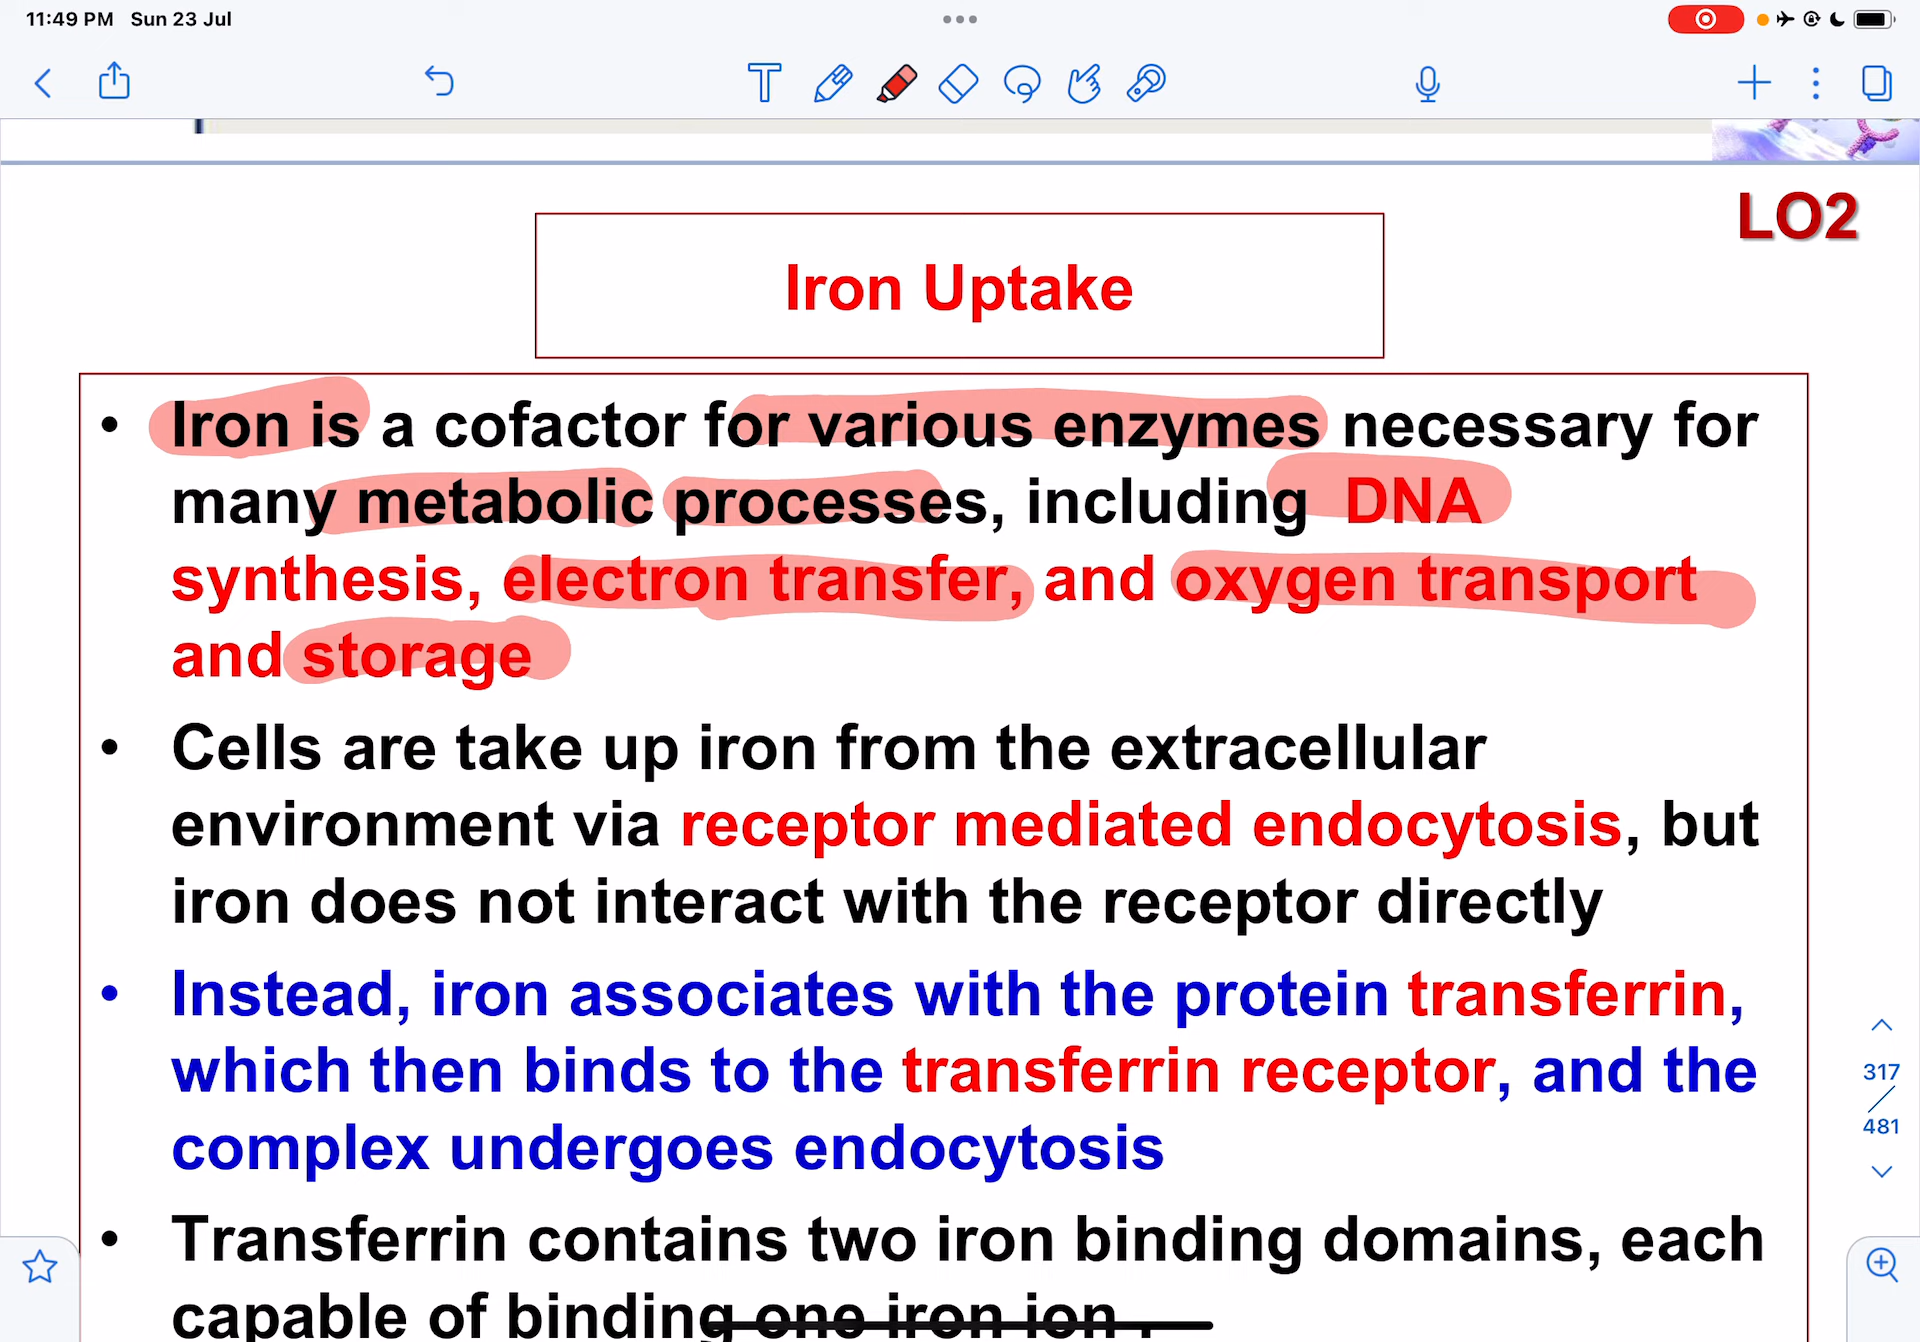 11:49 PM Sun 23 Jul
LO2
Iron Uptake
• Iron is a cofactor for various enzymes necessary for
many metabolic processes, including DNA
synthesis, electron transfer, and oxygen transport
and storage
• Cells are take up iron from the extracellular
environment via receptor mediated endocytosis, but
iron does not interact with the receptor directly
• Instead, iron associates with the protein transferrin,
which then binds to the transferrin receptor, and the
complex undergoes endocytosis
• Transferrin contains two iron binding domains, each
capable of binding one iron ion .
317
481